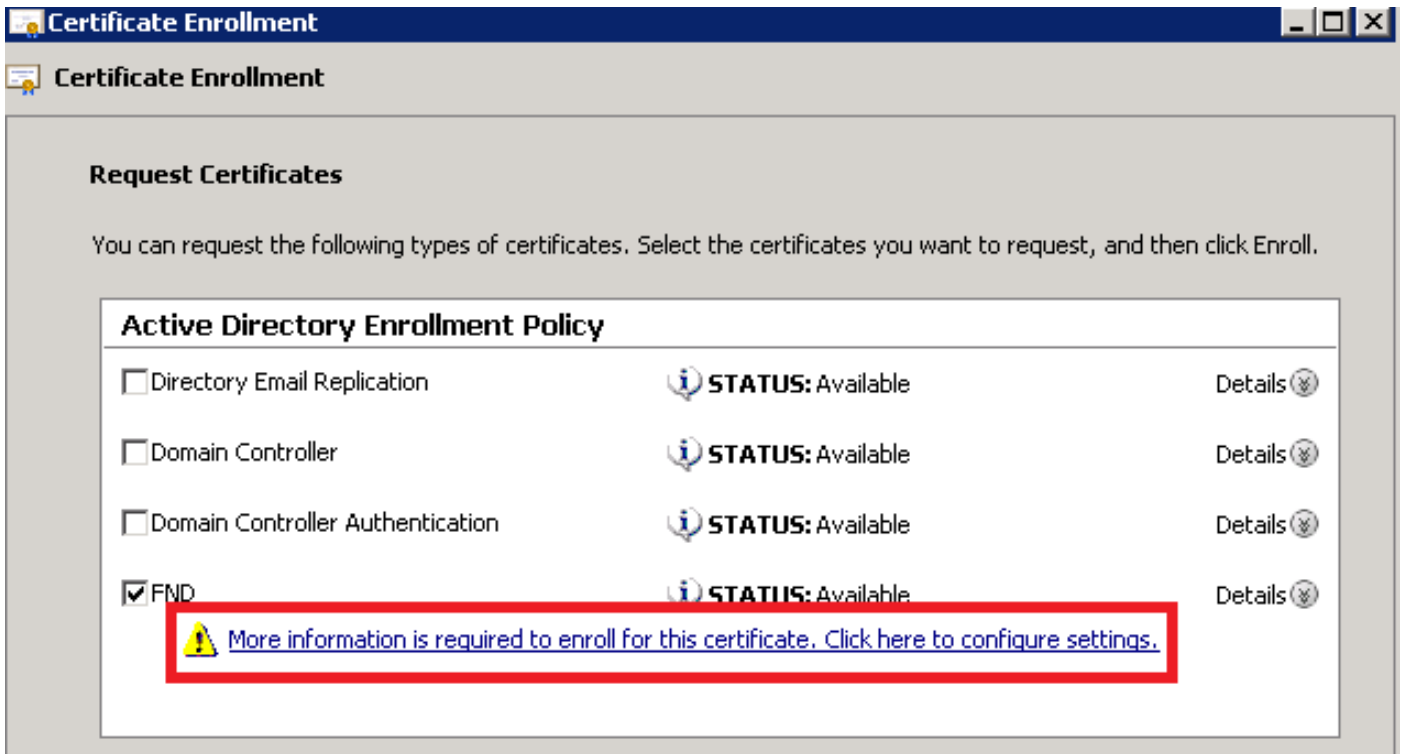 Certificate Enrollment
Certificate Enrollment
Request Certificates
You can request the following types of certificates. Select the certificates you want to request, and then click Enroll.
Active Directory Enrollment Policy
Directory Email Replication STATUS: Available Details
Domain Controller STATUS: Available Details
Domain Controller Authentication STATUS: Available Details
FND STATUS: Available Details
More information is required to enroll for this certificate. Click here to configure settings.